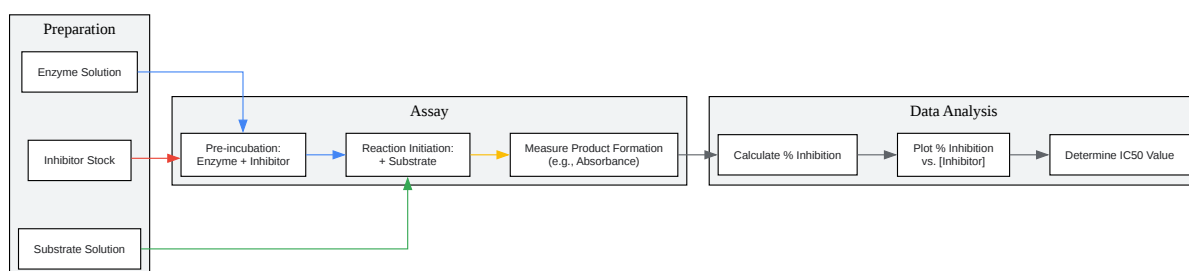 Preparation
Enzyme Solution
Inhibitor Stock
Substrate Solution
Assay
Pre-incubation:
Enzyme + Inhibitor
Reaction Initiation:
+ Substrate
Measure Product Formation
(e.g., Absorbance)
Data Analysis
Calculate % Inhibition
Plot % Inhibition
vs. [Inhibitor]
Determine IC50 Value